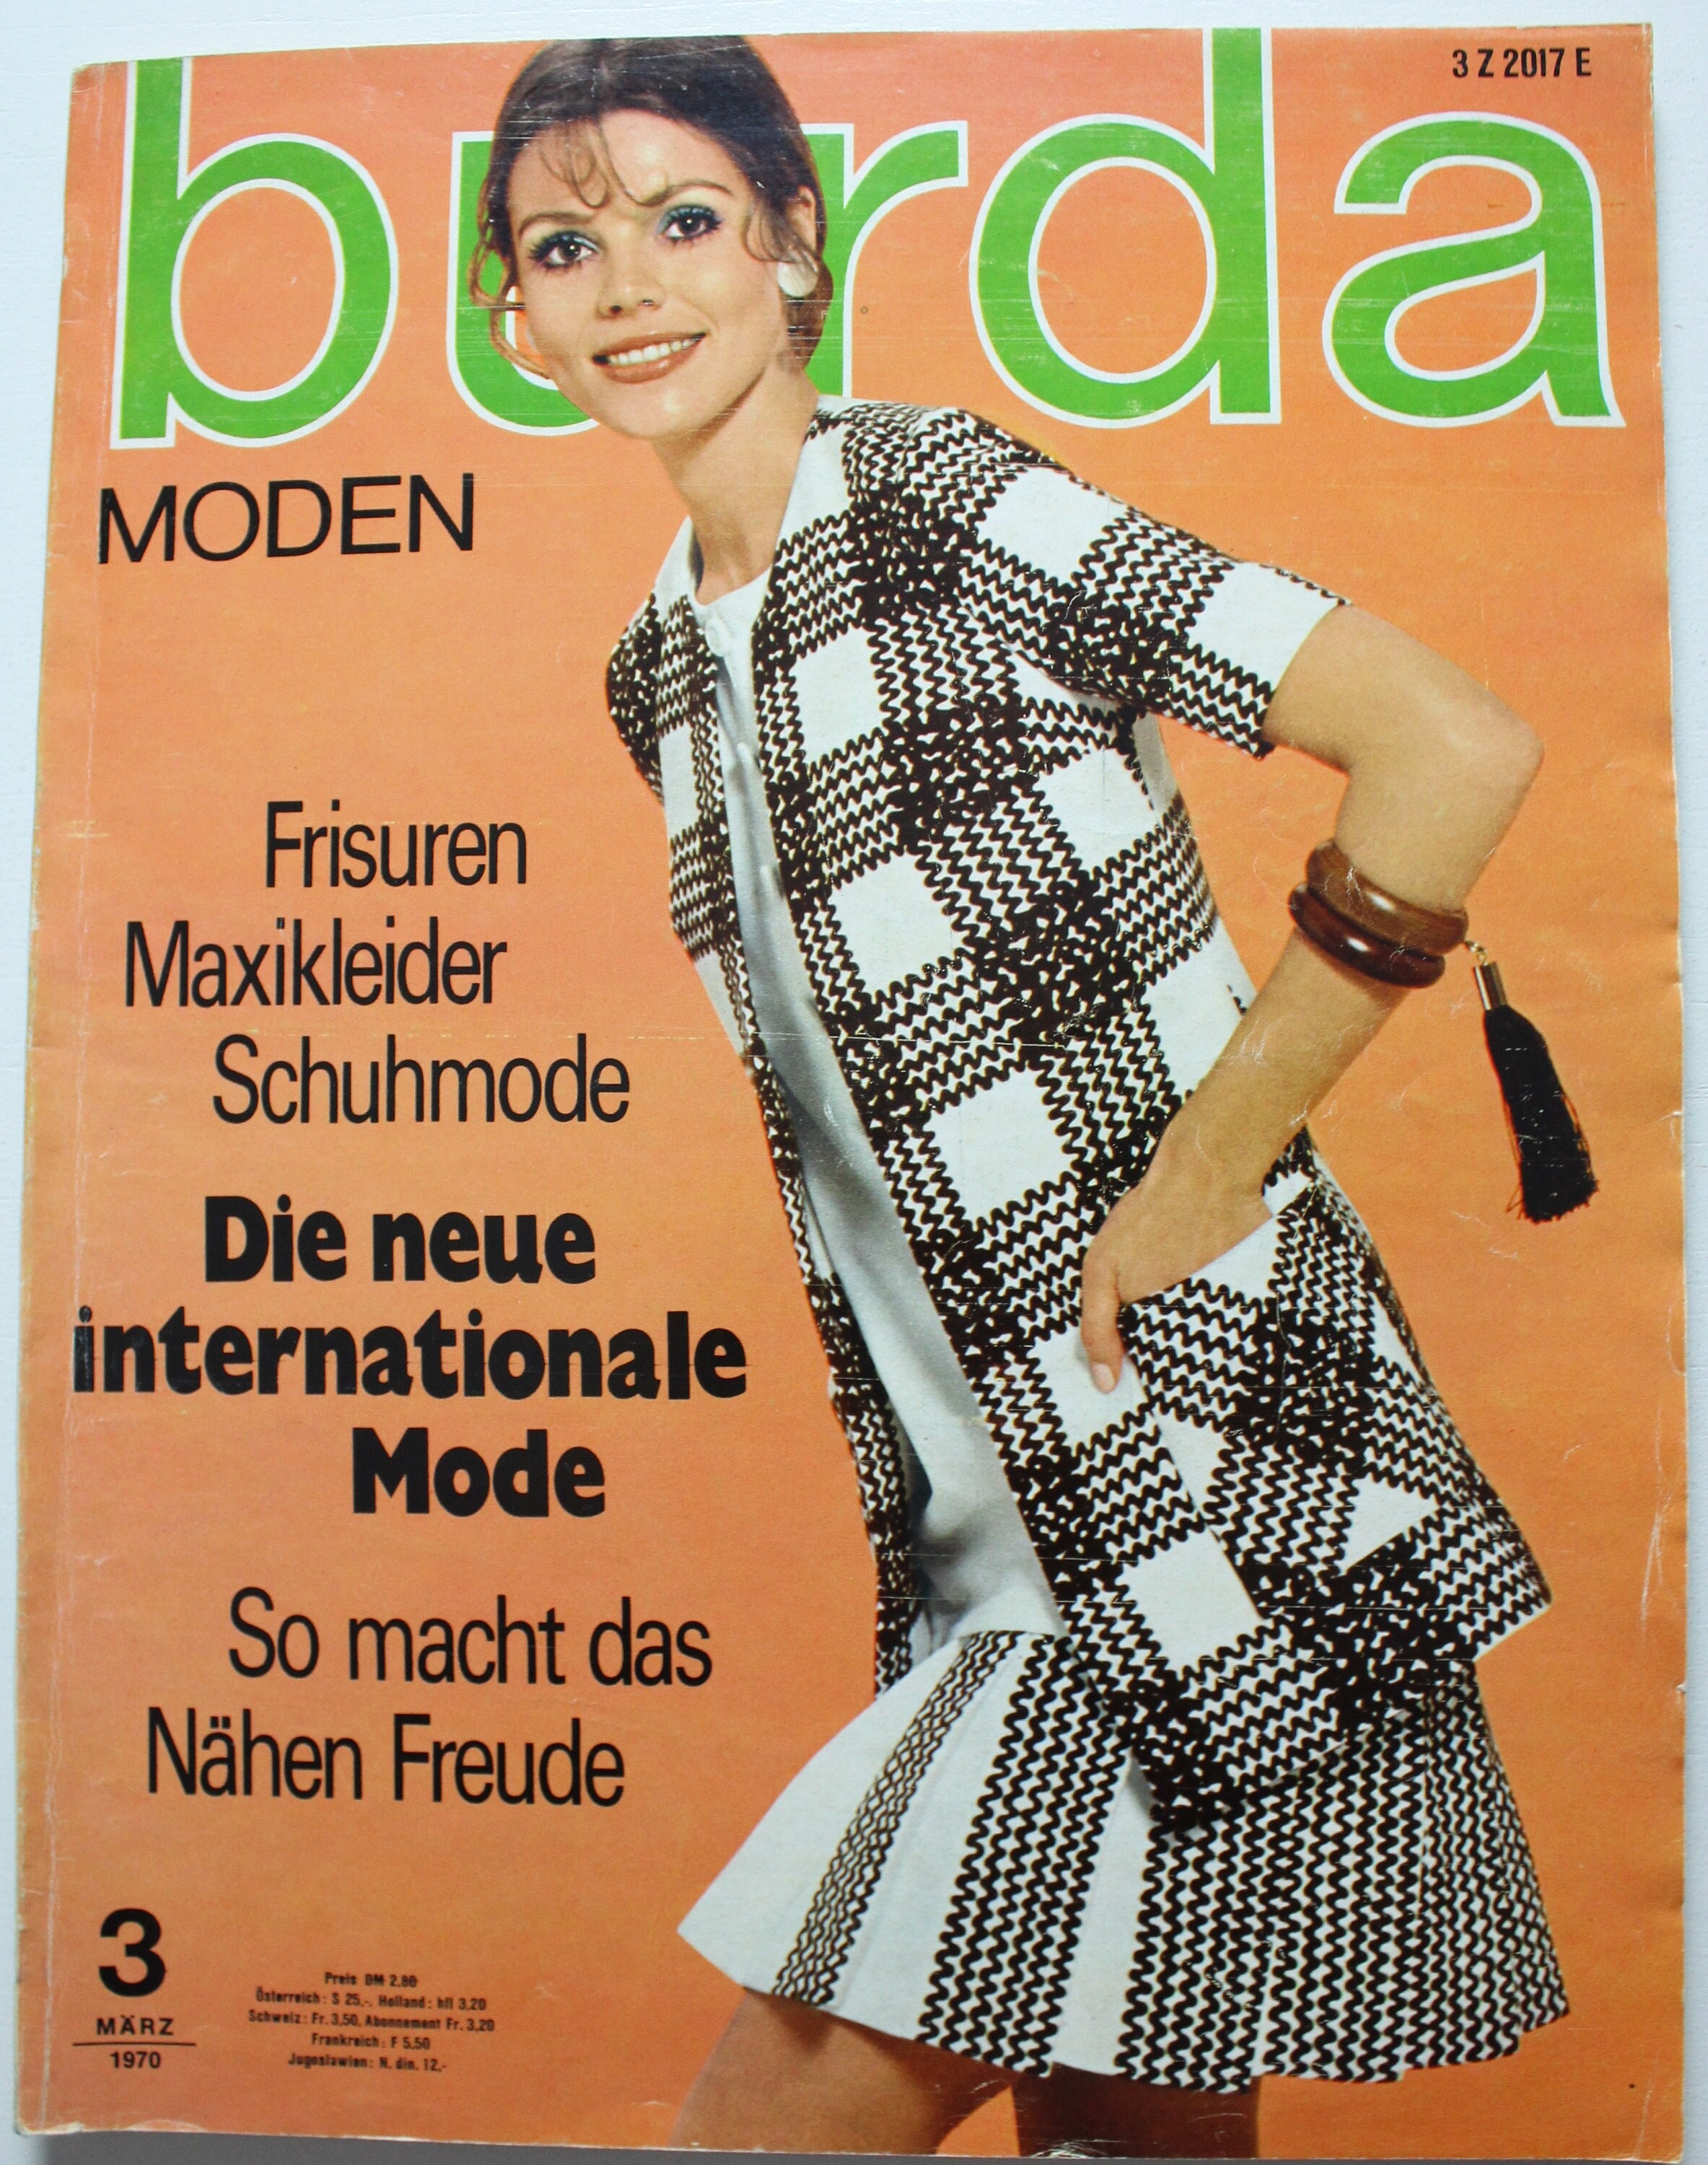 3 Z 2017 E
burda
MODEN
Frisuren
Maxikleider
Schuhmode
Die neue
internationale
Mode
So macht das
Nähen Freude
3
MÄRZ
1970
Preis DM 2,80
Österreich: S 25,-. Holland: hfl 3,20
Schweiz: Fr. 3,50, Abonnement Fr. 3,20
Frankreich: F 5,50
Jugoslawien: N. din. 12,-